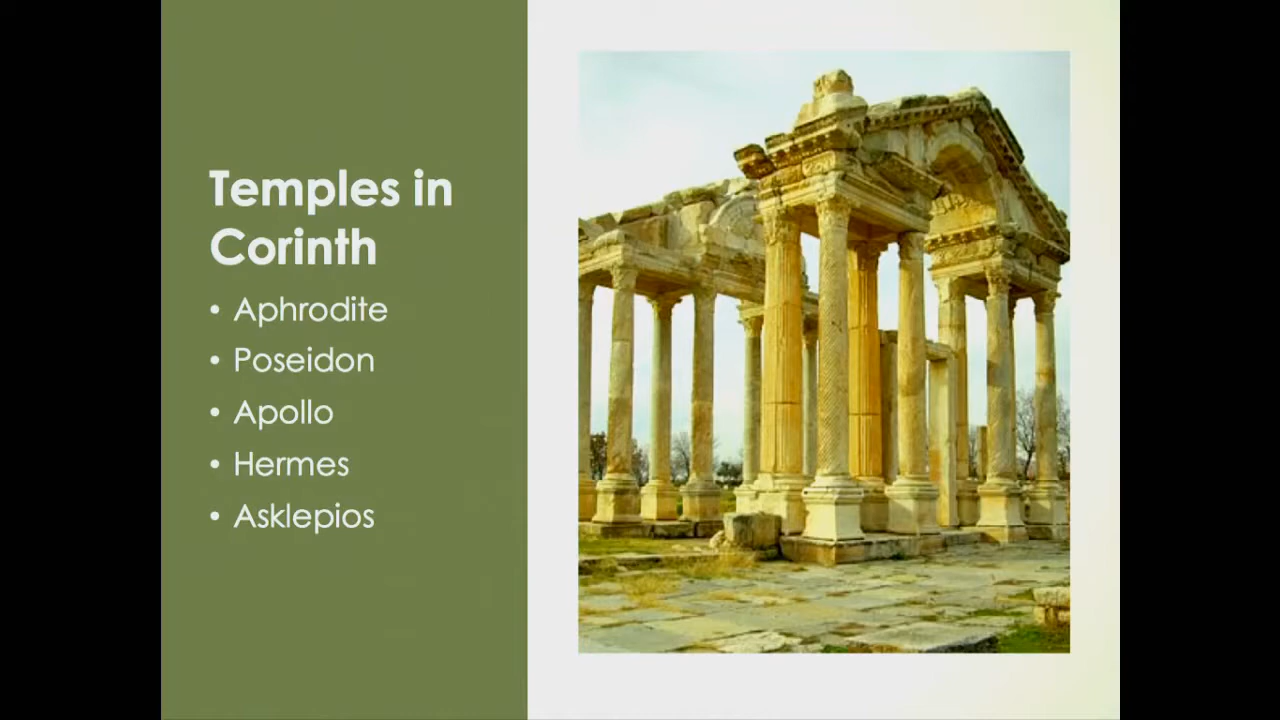 Temples in
Corinth
• Aphrodite
• Poseidon
• Apollo
• Hermes
• Asklepios